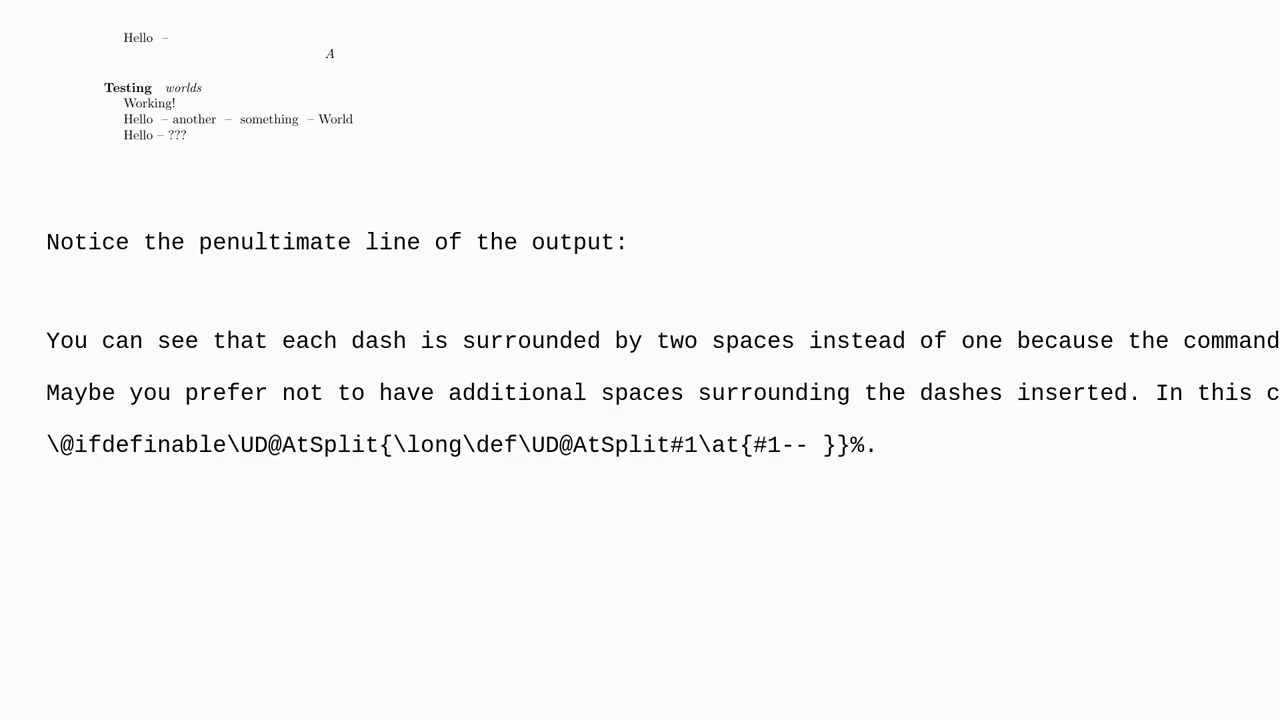 Hello –
A
Testing worlds
Working!
Hello – another – something – World
Hello – ???
Notice the penultimate line of the output:
You can see that each dash is surrounded by two spaces instead of one because the command
Maybe you prefer not to have additional spaces surrounding the dashes inserted. In this c
\@ifdefinable\UD@AtSplit{\long\def\UD@AtSplit#1\at{#1-- }}%.